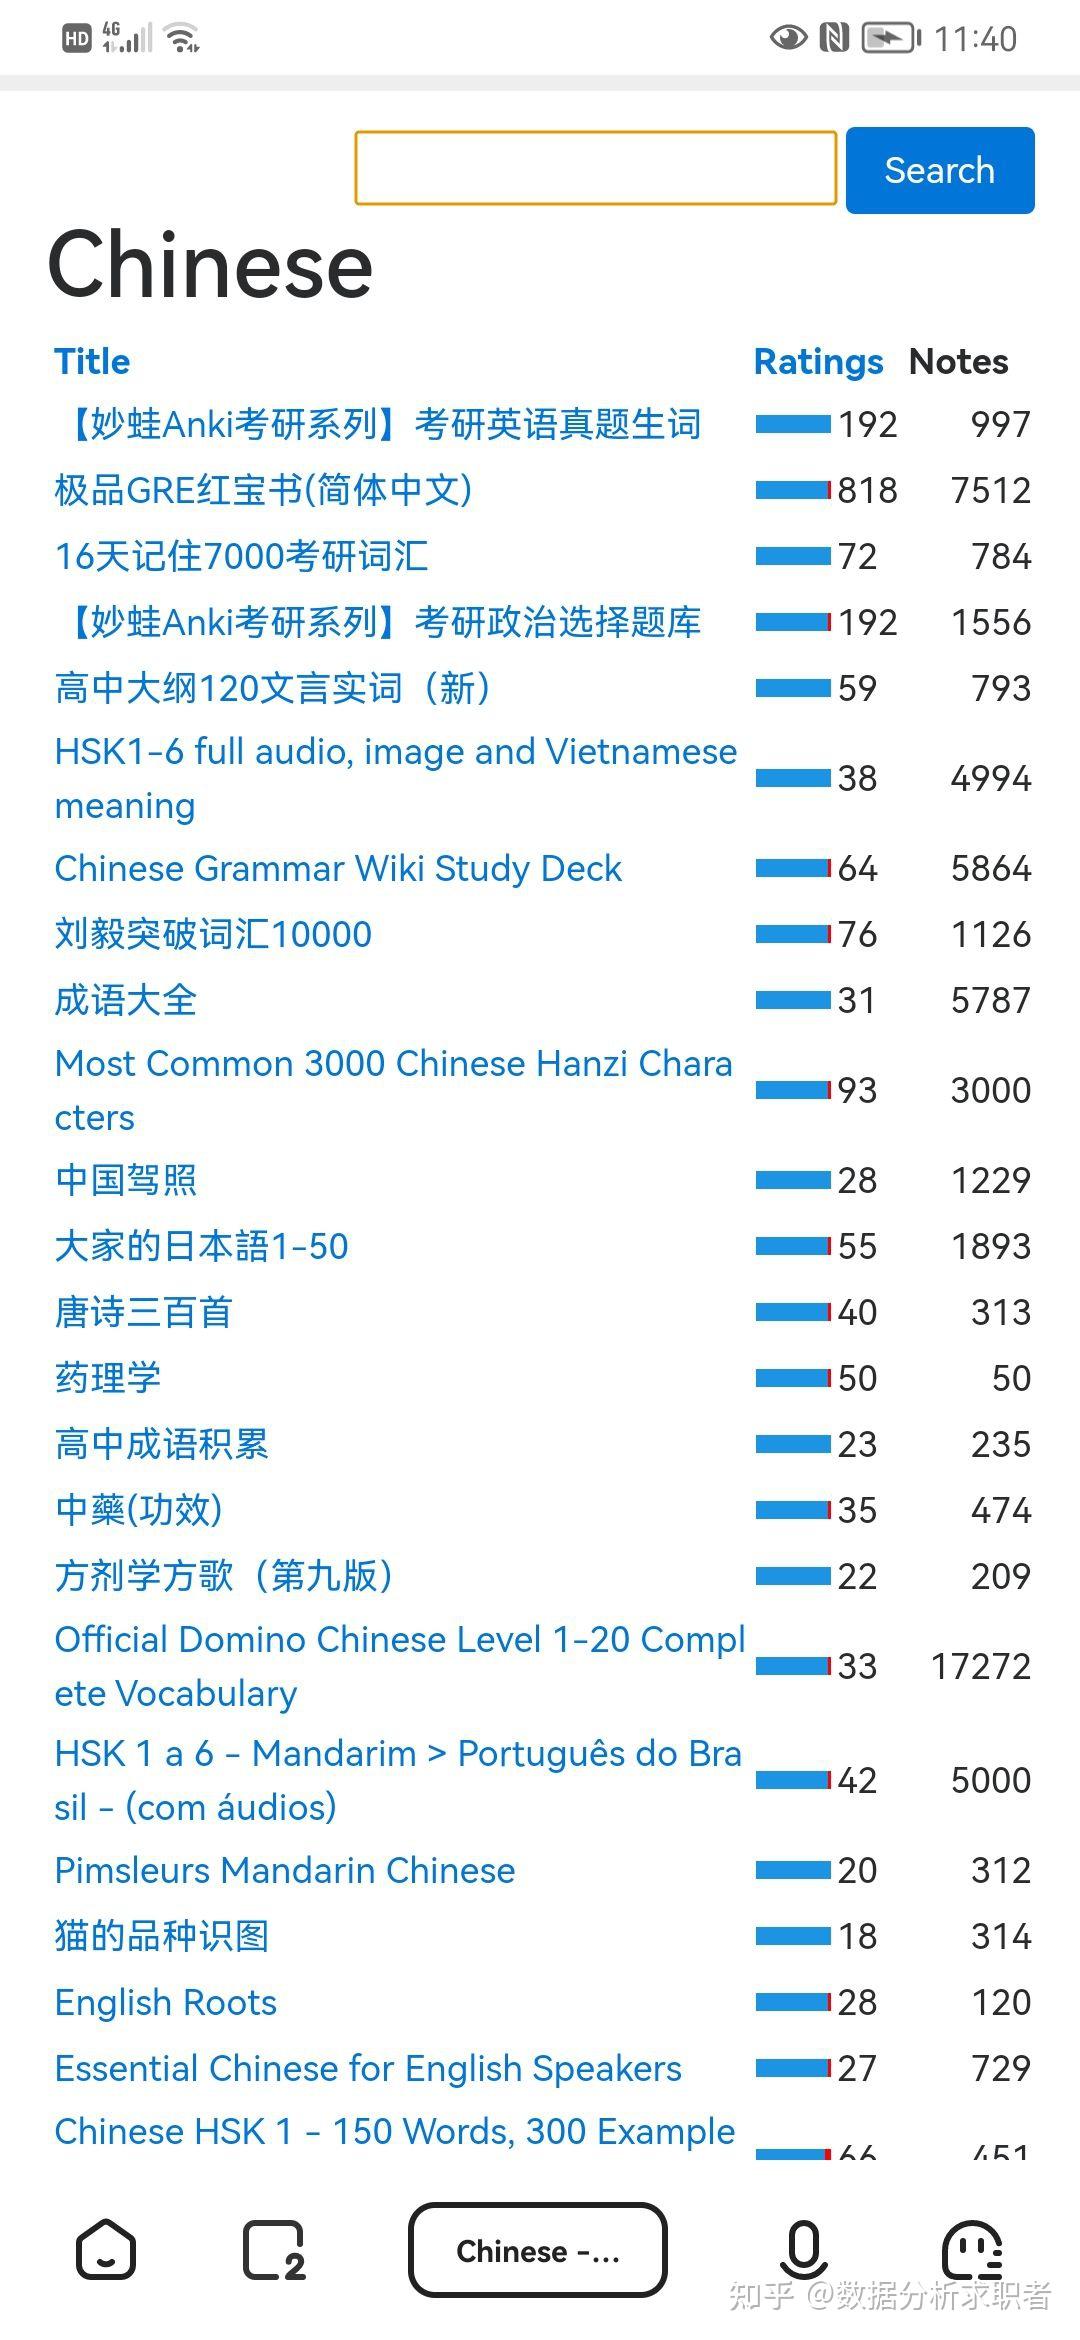 HD 4G 11:40
Search
Chinese
Title Ratings Notes
【妙蛙Anki考研系列】考研英语真题生词 192 997
极品GRE红宝书(简体中文) 818 7512
16天记住7000考研词汇 72 784
【妙蛙Anki考研系列】考研政治选择题库 192 1556
高中大纲120文言实词（新） 59 793
HSK1-6 full audio, image and Vietnamese
meaning 38 4994
Chinese Grammar Wiki Study Deck 64 5864
刘毅突破词汇10000 76 1126
成语大全 31 5787
Most Common 3000 Chinese Hanzi Chara
cters 93 3000
中国驾照 28 1229
大家的日本語1-50 55 1893
唐诗三百首 40 313
药理学 50 50
高中成语积累 23 235
中藥(功效) 35 474
方剂学方歌（第九版） 22 209
Official Domino Chinese Level 1-20 Compl
ete Vocabulary 33 17272
HSK 1 a 6 - Mandarim > Português do Bra
sil - (com áudios) 42 5000
Pimsleurs Mandarin Chinese 20 312
猫的品种识图 18 314
English Roots 28 120
Essential Chinese for English Speakers 27 729
Chinese HSK 1 - 150 Words, 300 Example
66 451
2 Chinese -...
知乎 @数据分析求职者